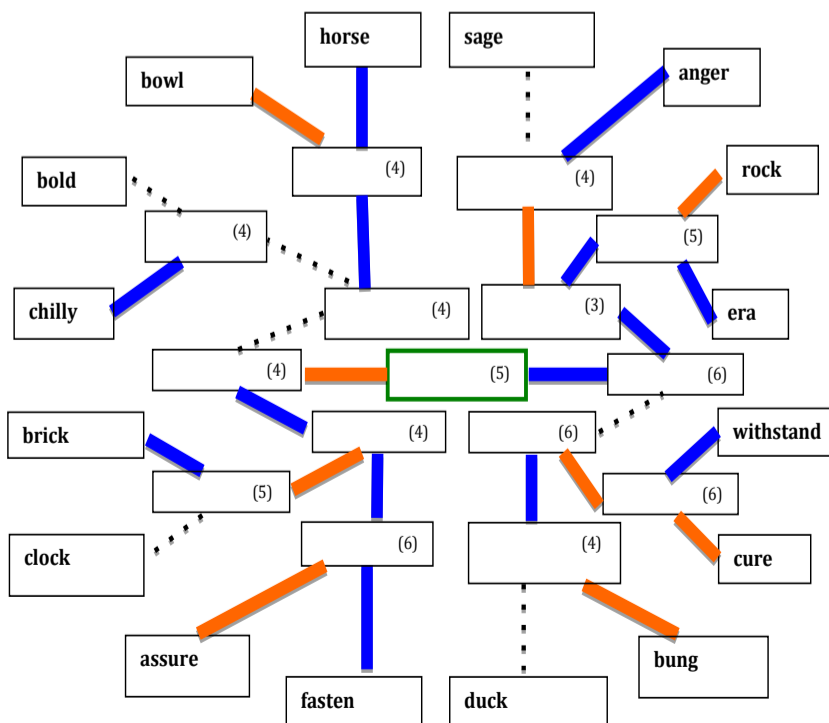 horse
sage
bowl
anger
(4)
(4)
rock
bold
(4)
(5)
chilly
(4)
(3)
era
(4)
(5)
(6)
brick
(4)
(6)
withstand
(5)
(6)
clock
(6)
(4)
cure
assure
bung
fasten
duck